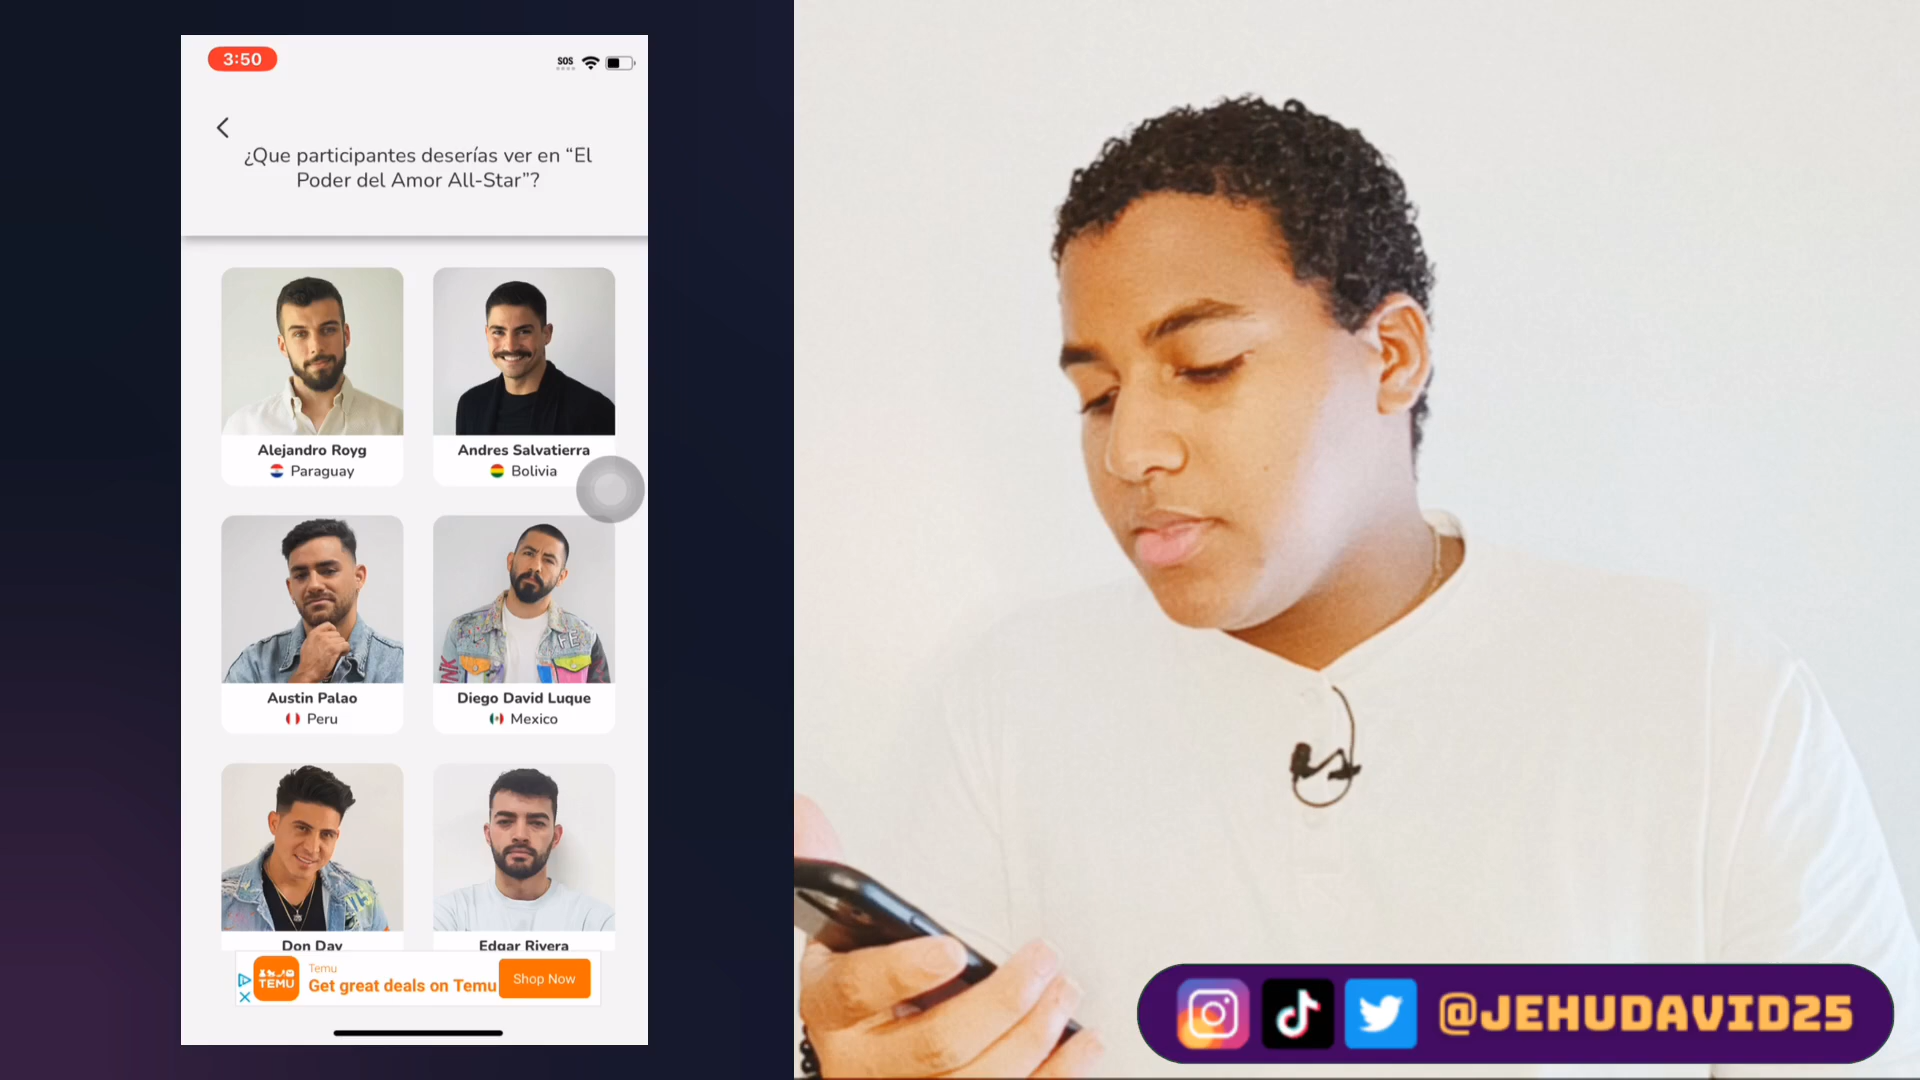 3:50
SOS
¿Que participantes deserías ver en “El
Poder del Amor All-Star”?
Alejandro Royg
Paraguay
Andres Salvatierra
Bolivia
Austin Palao
Peru
Diego David Luque
Mexico
Don Day
Edgar Rivera
TEMU
Temu
Get great deals on Temu
Shop Now
@JEHUDAVID25